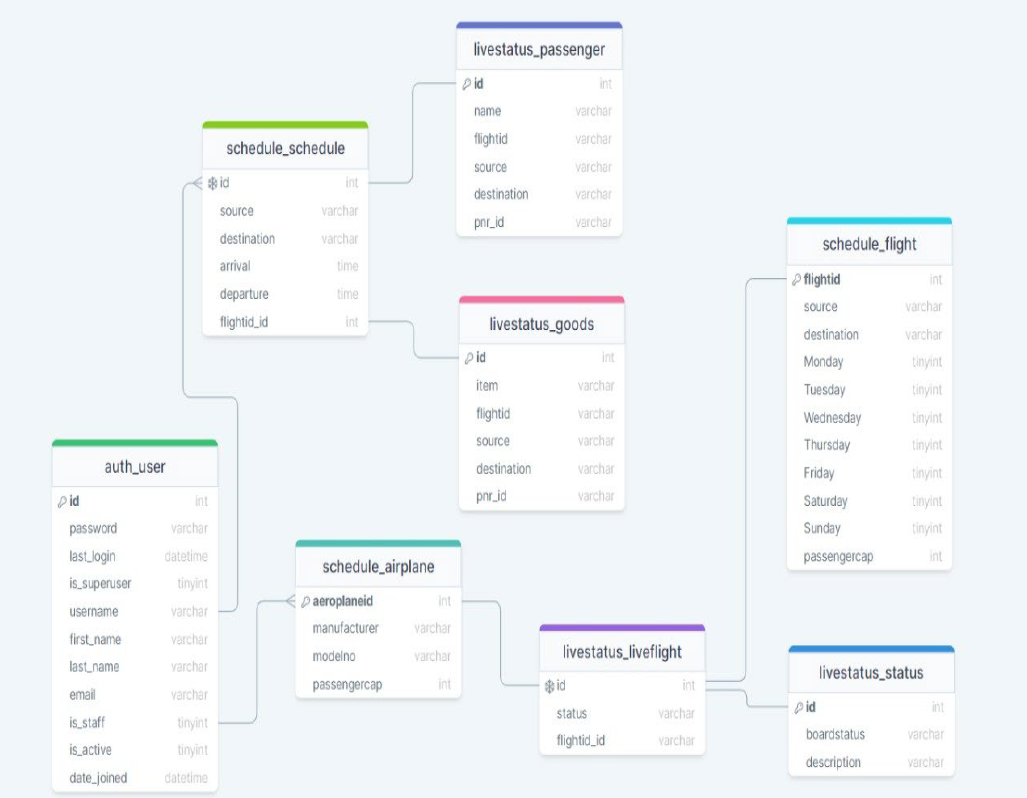 livestatus_passenger
id int
name varchar
flightid varchar
source varchar
destination varchar
pnr_id varchar
schedule_schedule
id int
source varchar
destination varchar
arrival time
departure time
flightid_id int
schedule_flight
flightid int
source varchar
destination varchar
Monday tinyint
Tuesday tinyint
Wednesday tinyint
Thursday tinyint
Friday tinyint
Saturday tinyint
Sunday tinyint
passengercap int
livestatus_goods
id int
item varchar
flightid varchar
source varchar
destination varchar
pnr_id varchar
auth_user
id int
password varchar
last_login datetime
is_superuser tinyint
username varchar
first_name varchar
last_name varchar
email varchar
is_staff tinyint
is_active tinyint
date_joined datetime
schedule_airplane
aeroplaneid int
manufacturer varchar
modelno varchar
passengercap int
livestatus_liveflight
id int
status varchar
flightid_id varchar
livestatus_status
id int
boardstatus varchar
description varchar